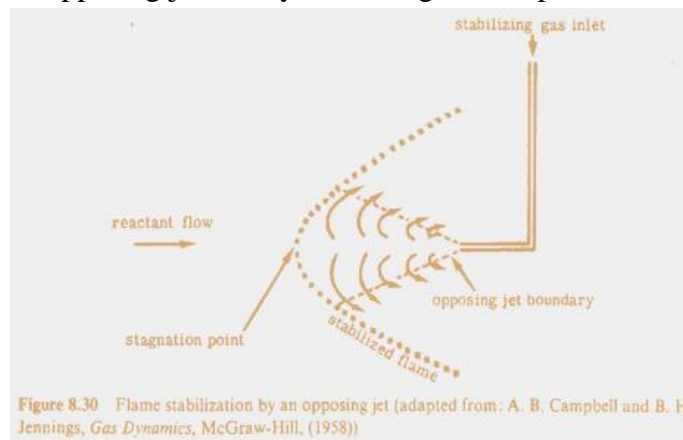 stabilizing gas inlet
reactant flow
opposing jet boundary
stagnation point
stabilized flame
Figure 8.30 Flame stabilization by an opposing jet (adapted from: A. B. Campbell and B. H
Jennings, Gas Dynamics, McGraw-Hill, (1958))